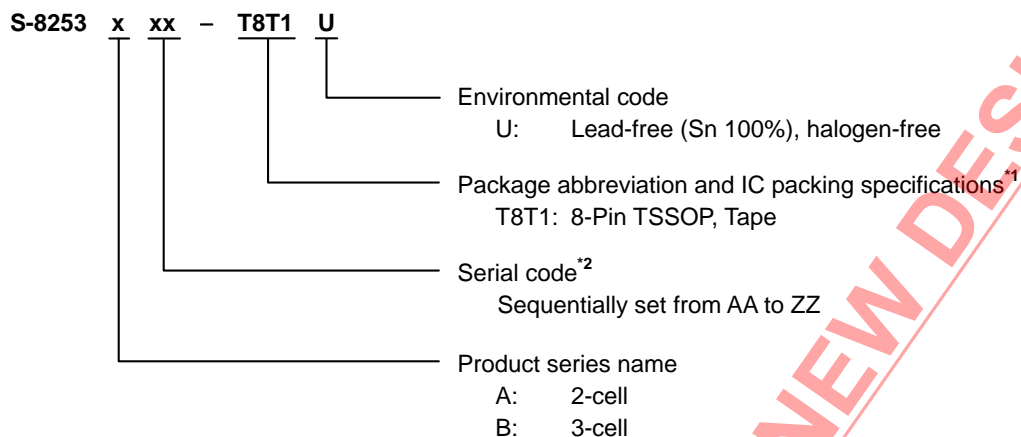 S-8253 x xx – T8T1 U
Environmental code
U: Lead-free (Sn 100%), halogen-free
Package abbreviation and IC packing specifications*1
T8T1: 8-Pin TSSOP, Tape
Serial code*2
Sequentially set from AA to ZZ
Product series name
A: 2-cell
B: 3-cell
NEW